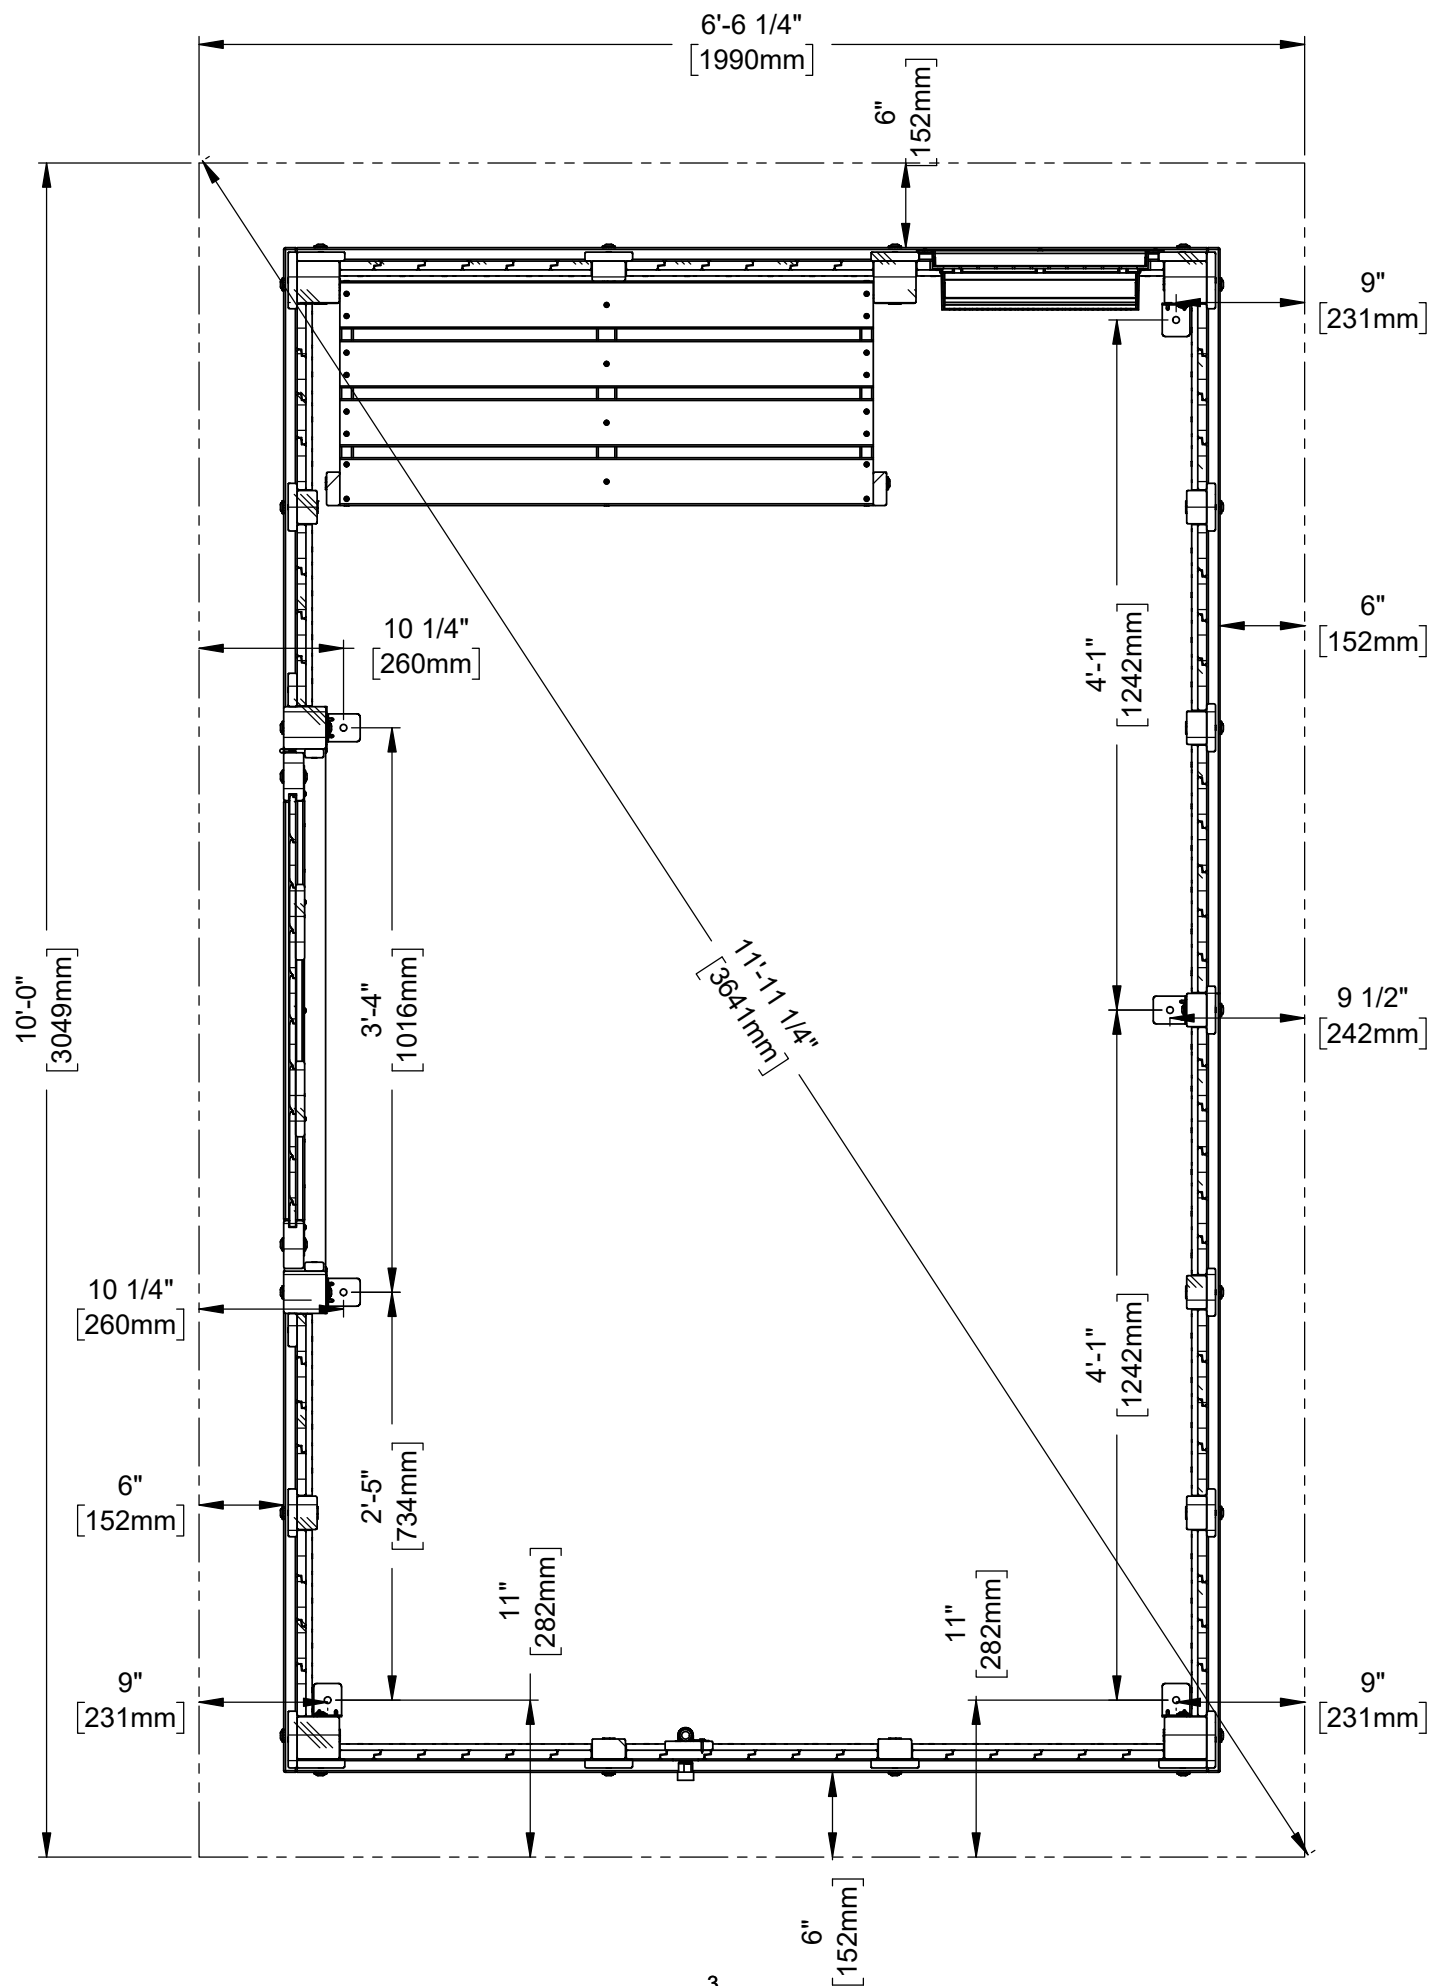 6'-6 1/4"
[1990mm]
6"
[152mm]
9"
[231mm]
10 1/4"
[260mm]
6"
[152mm]
4'-1"
[1242mm]
10'-0"
[3049mm]
3'-4"
[1016mm]
11'-11 1/4"
[3641mm]
9 1/2"
[242mm]
10 1/4"
[260mm]
4'-1"
[1242mm]
6"
[152mm]
2'-5"
[734mm]
11"
[282mm]
11"
[282mm]
9"
[231mm]
9"
[231mm]
6"
[152mm]
3